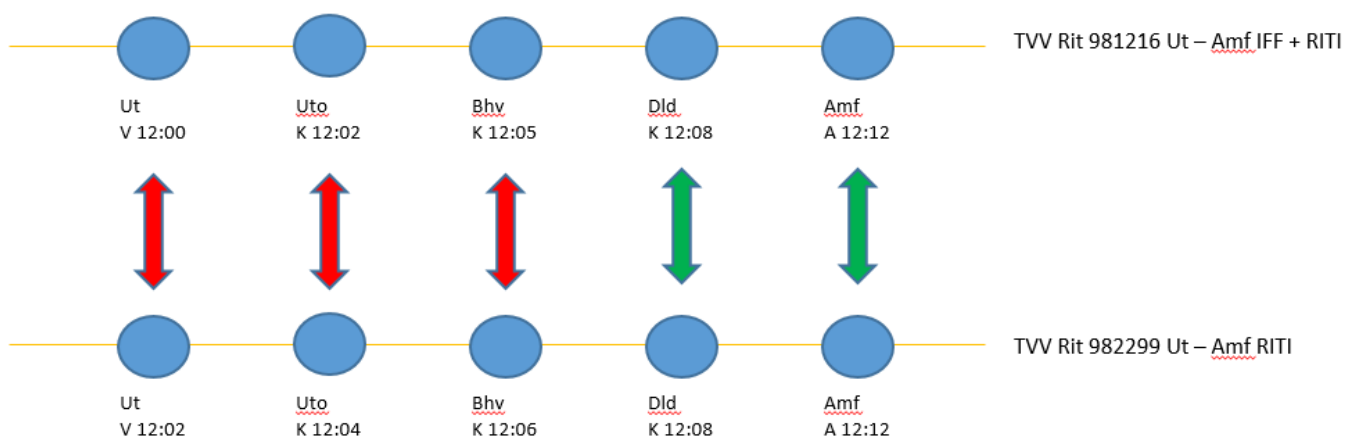 TVV Rit 981216 Ut – Amf IFF + RITI
Ut Uto Bhv Dld Amf
V 12:00 K 12:02 K 12:05 K 12:08 A 12:12
TVV Rit 982299 Ut – Amf RITI
Ut Uto Bhv Dld Amf
V 12:02 K 12:04 K 12:06 K 12:08 A 12:12